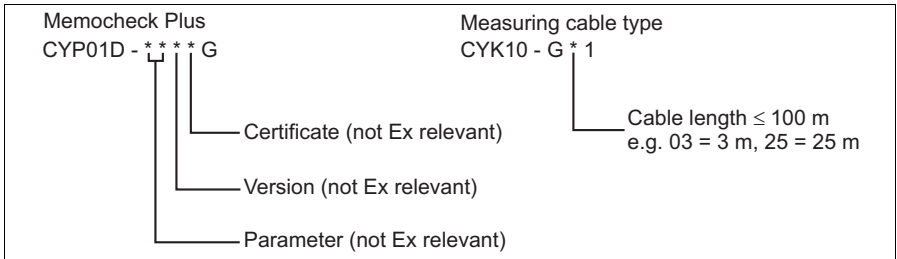 Memocheck Plus
CYP01D - * * * * G
Certificate (not Ex relevant)
Version (not Ex relevant)
Parameter (not Ex relevant)
Measuring cable type
CYK10 - G * 1
Cable length ≤ 100 m
e.g. 03 = 3 m, 25 = 25 m